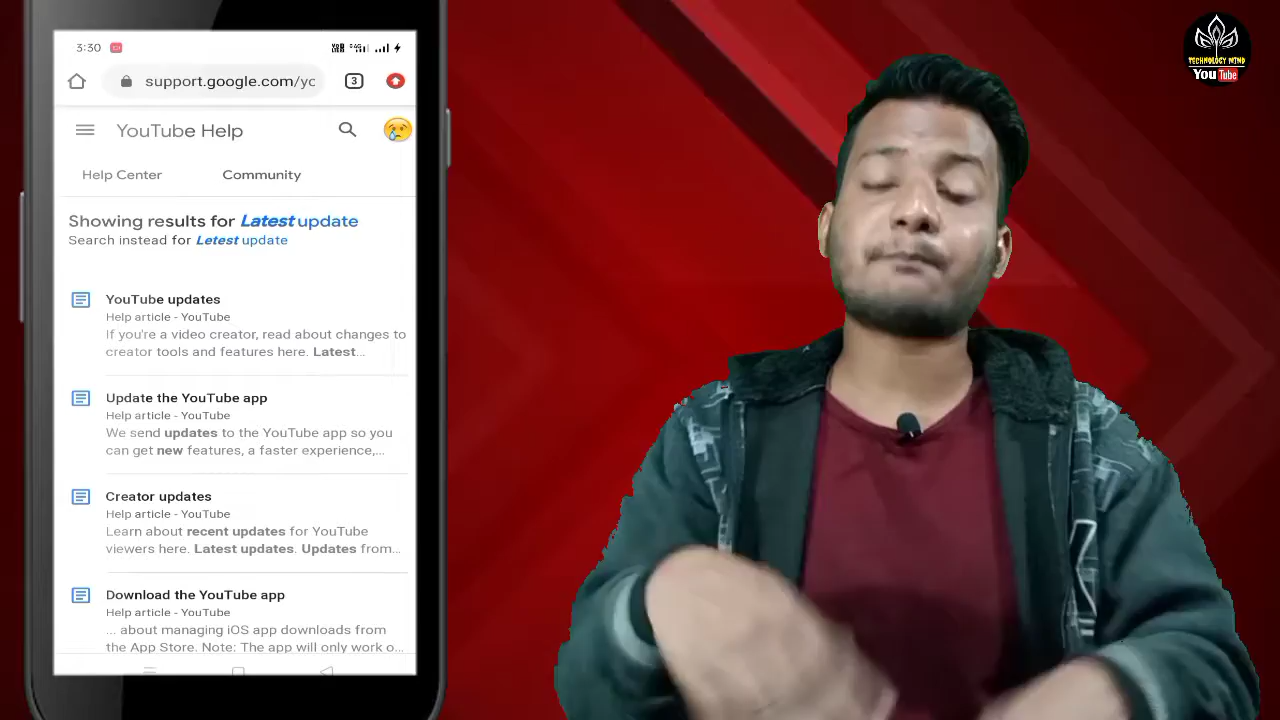 3:30
support.google.com/yc
3
YouTube Help
Help Center
Community
Showing results for Latest update
Search instead for Letest update
YouTube updates
Help article - YouTube
If you're a video creator, read about changes to
creator tools and features here. Latest...
Update the YouTube app
Help article - YouTube
We send updates to the YouTube app so you
can get new features, a faster experience,...
Creator updates
Help article - YouTube
Learn about recent updates for YouTube
viewers here. Latest updates. Updates from...
Download the YouTube app
Help article - YouTube
... about managing iOS app downloads from
the App Store. Note: The app will only work o...
TECHNOLOGY MIND
YouTube